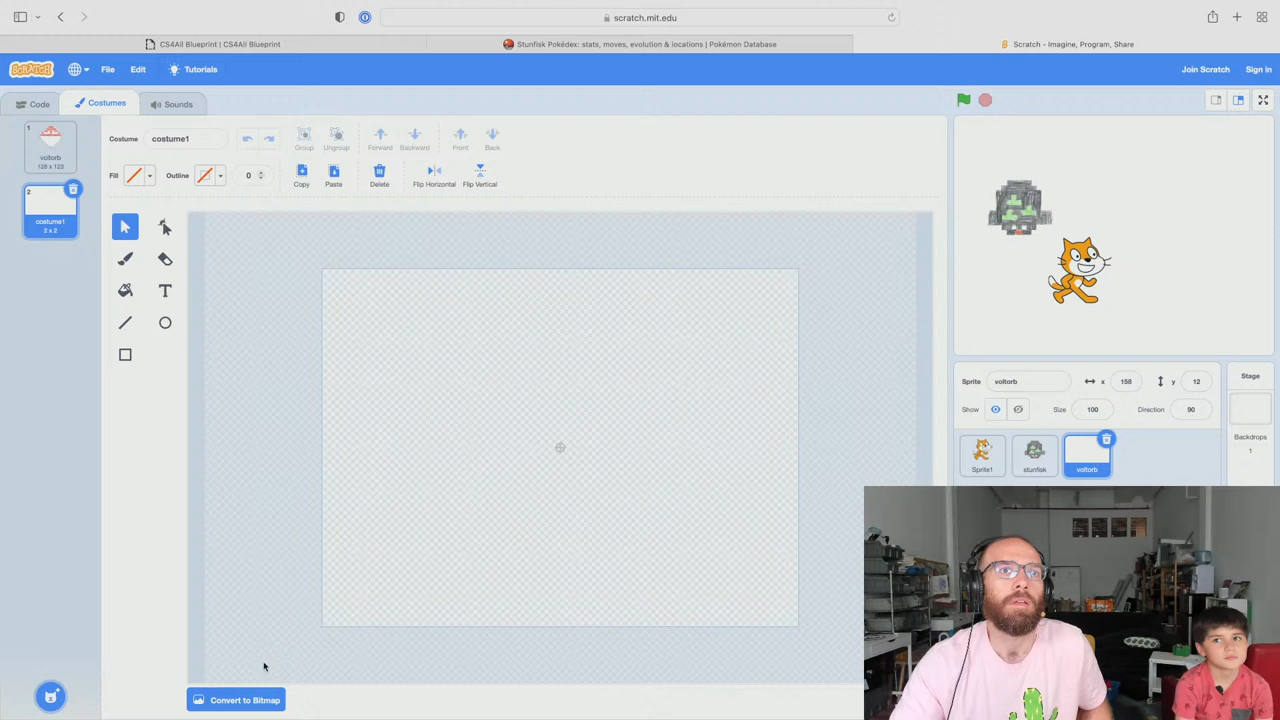 scratch.mit.edu
CS4All Blueprint | CS4All Blueprint
Stunfisk Pokédex: stats, moves, evolution & locations | Pokémon Database
Scratch - Imagine, Program, Share
SCRATCH
File
Edit
Tutorials
Join Scratch
Sign in
Code
Costumes
Sounds
1
voltorb
128 x 123
2
costume1
2 x 2
Costume
costume1
Group
Ungroup
Forward
Backward
Front
Back
Fill
Outline
0
Copy
Paste
Delete
Flip Horizontal
Flip Vertical
T
Convert to Bitmap
Sprite
voltorb
x
158
y
12
Show
Size
100
Direction
90
Stage
Backdrops
1
Sprite1
stunfisk
voltorb